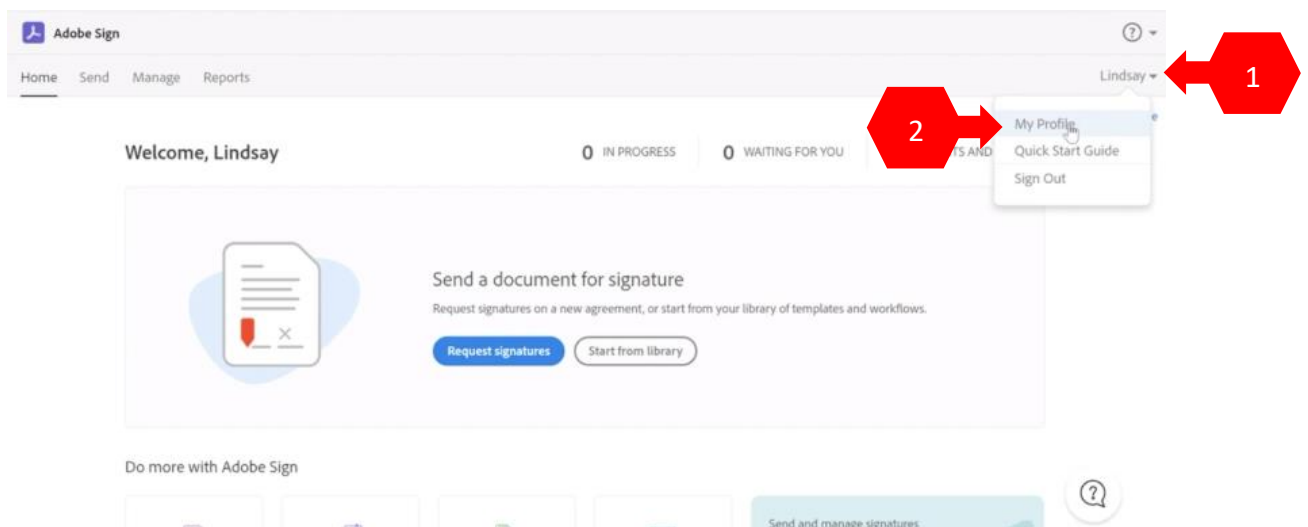 Adobe Sign
Home Send Manage Reports Lindsay
1
2
My Profile
Quick Start Guide
Sign Out
Welcome, Lindsay
0 IN PROGRESS 0 WAITING FOR YOU
Send a document for signature
Request signatures on a new agreement, or start from your library of templates and workflows.
Request signatures Start from library
Do more with Adobe Sign
Send and manage signatures